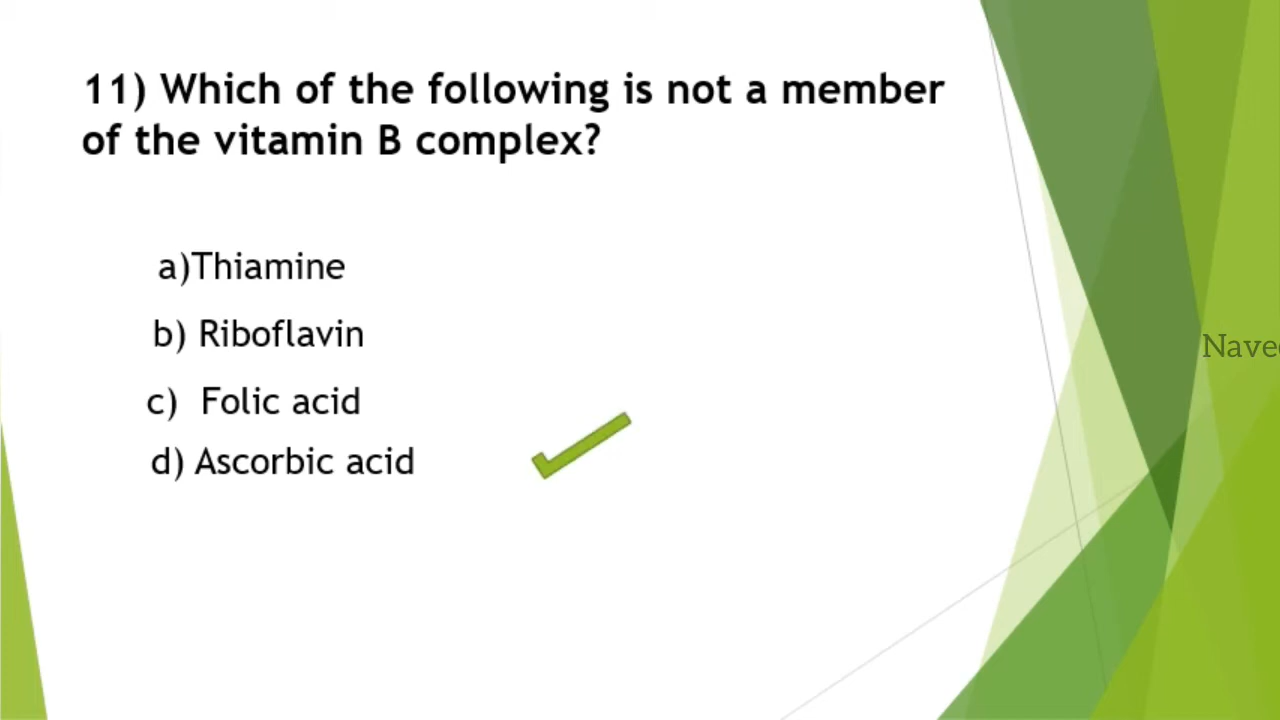 11) Which of the following is not a member
of the vitamin B complex?
a)Thiamine
b) Riboflavin
c) Folic acid
d) Ascorbic acid